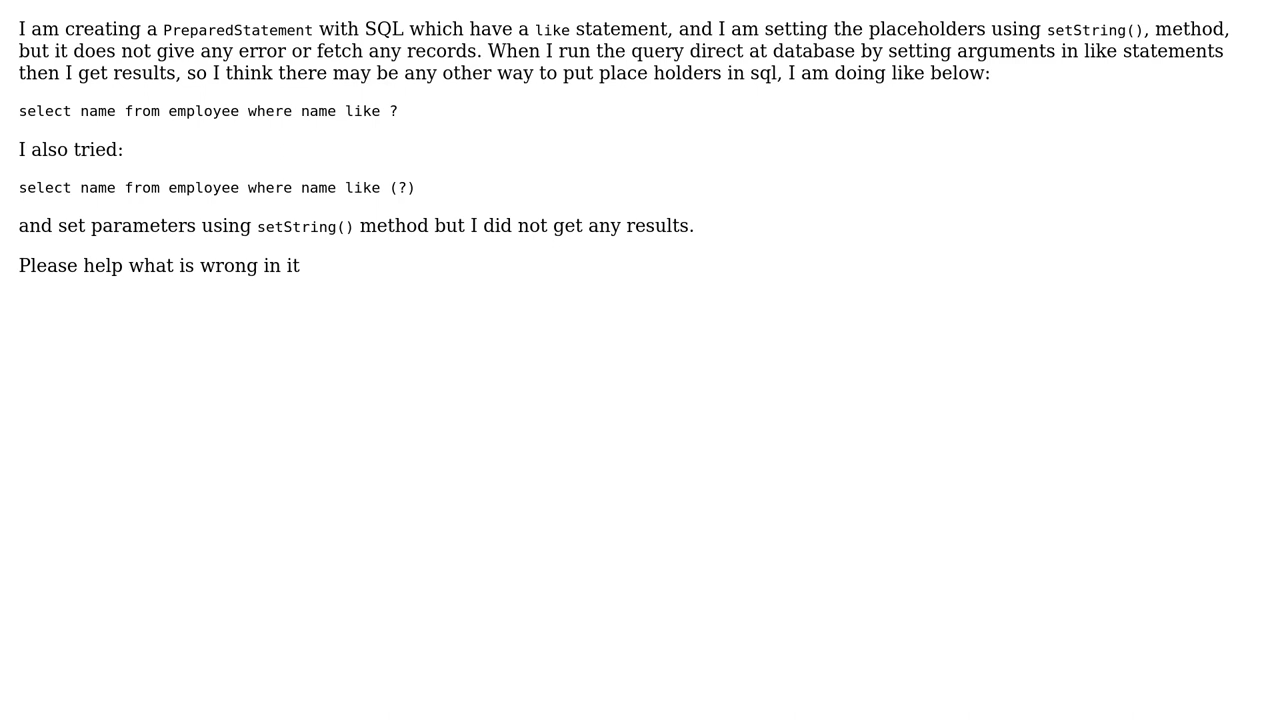 I am creating a PreparedStatement with SQL which have a like statement, and I am setting the placeholders using setString(), method,
but it does not give any error or fetch any records. When I run the query direct at database by setting arguments in like statements
then I get results, so I think there may be any other way to put place holders in sql, I am doing like below:
select name from employee where name like ?
I also tried:
select name from employee where name like (?)
and set parameters using setString() method but I did not get any results.
Please help what is wrong in it